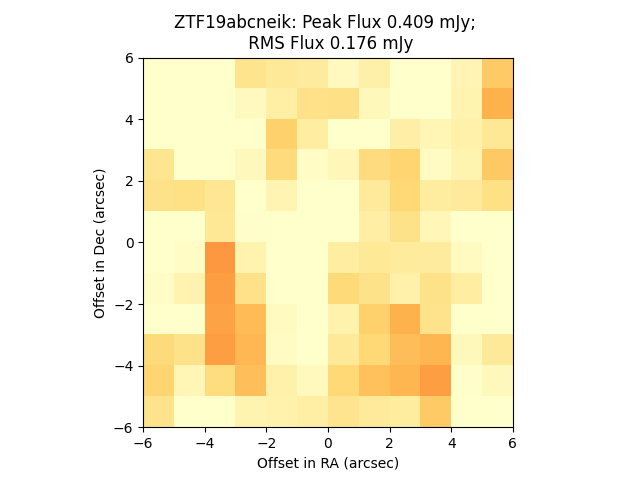 ZTF19abcneik: Peak Flux 0.409 mJy;
RMS Flux 0.176 mJy
6
4
2
0
−2
−4
−6
Offset in Dec (arcsec)
−6 −4 −2 0 2 4 6
Offset in RA (arcsec)